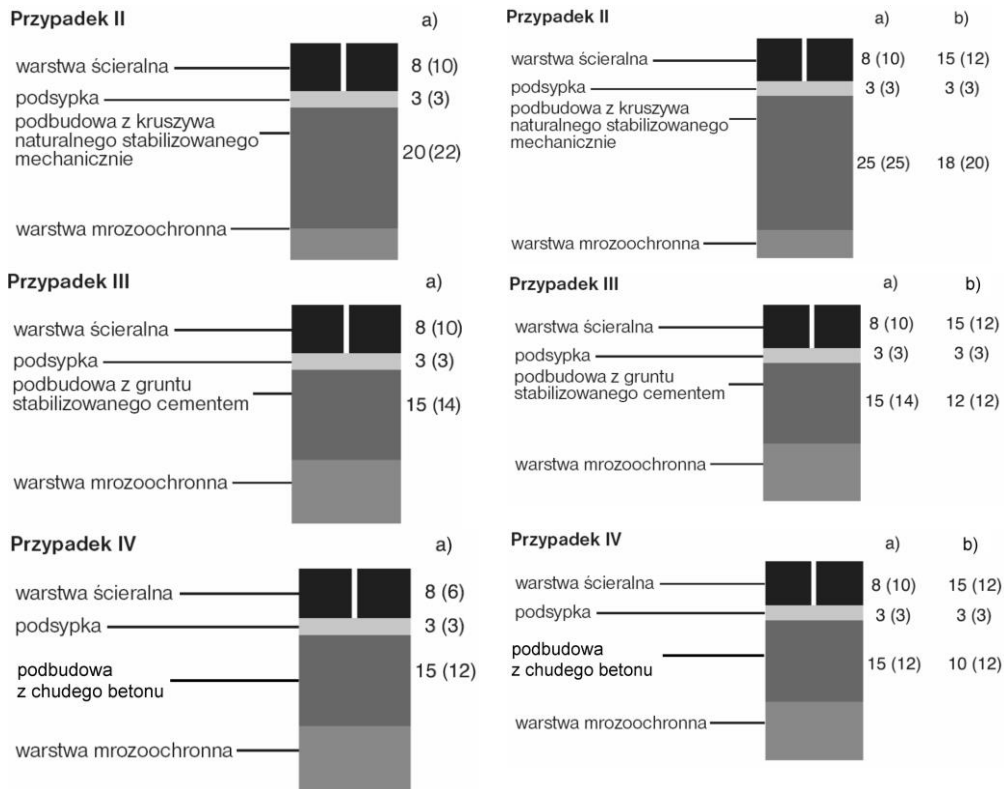 Przypadek II a)
warstwa ścieralna 8 (10)
podsypka 3 (3)
podbudowa z kruszywa
naturalnego stabilizowanego
mechanicznie 20 (22)
warstwa mrozoochronna
Przypadek II a) b)
warstwa ścieralna 8 (10) 15 (12)
podsypka 3 (3) 3 (3)
podbudowa z kruszywa
naturalnego stabilizowanego
mechanicznie
25 (25) 18 (20)
warstwa mrozoochronna
Przypadek III a)
warstwa ścieralna 8 (10)
podsypka 3 (3)
podbudowa z gruntu
stabilizowanego cementem 15 (14)
warstwa mrozoochronna
Przypadek III a) b)
warstwa ścieralna 8 (10) 15 (12)
podsypka 3 (3) 3 (3)
podbudowa z gruntu
stabilizowanego cementem
15 (14) 12 (12)
warstwa mrozoochronna
Przypadek IV a)
warstwa ścieralna 8 (6)
podsypka 3 (3)
podbudowa 15 (12)
z chudego betonu
warstwa mrozoochronna
Przypadek IV a) b)
warstwa ścieralna 8 (10) 15 (12)
podsypka 3 (3) 3 (3)
podbudowa
z chudego betonu 15 (12) 10 (12)
warstwa mrozoochronna